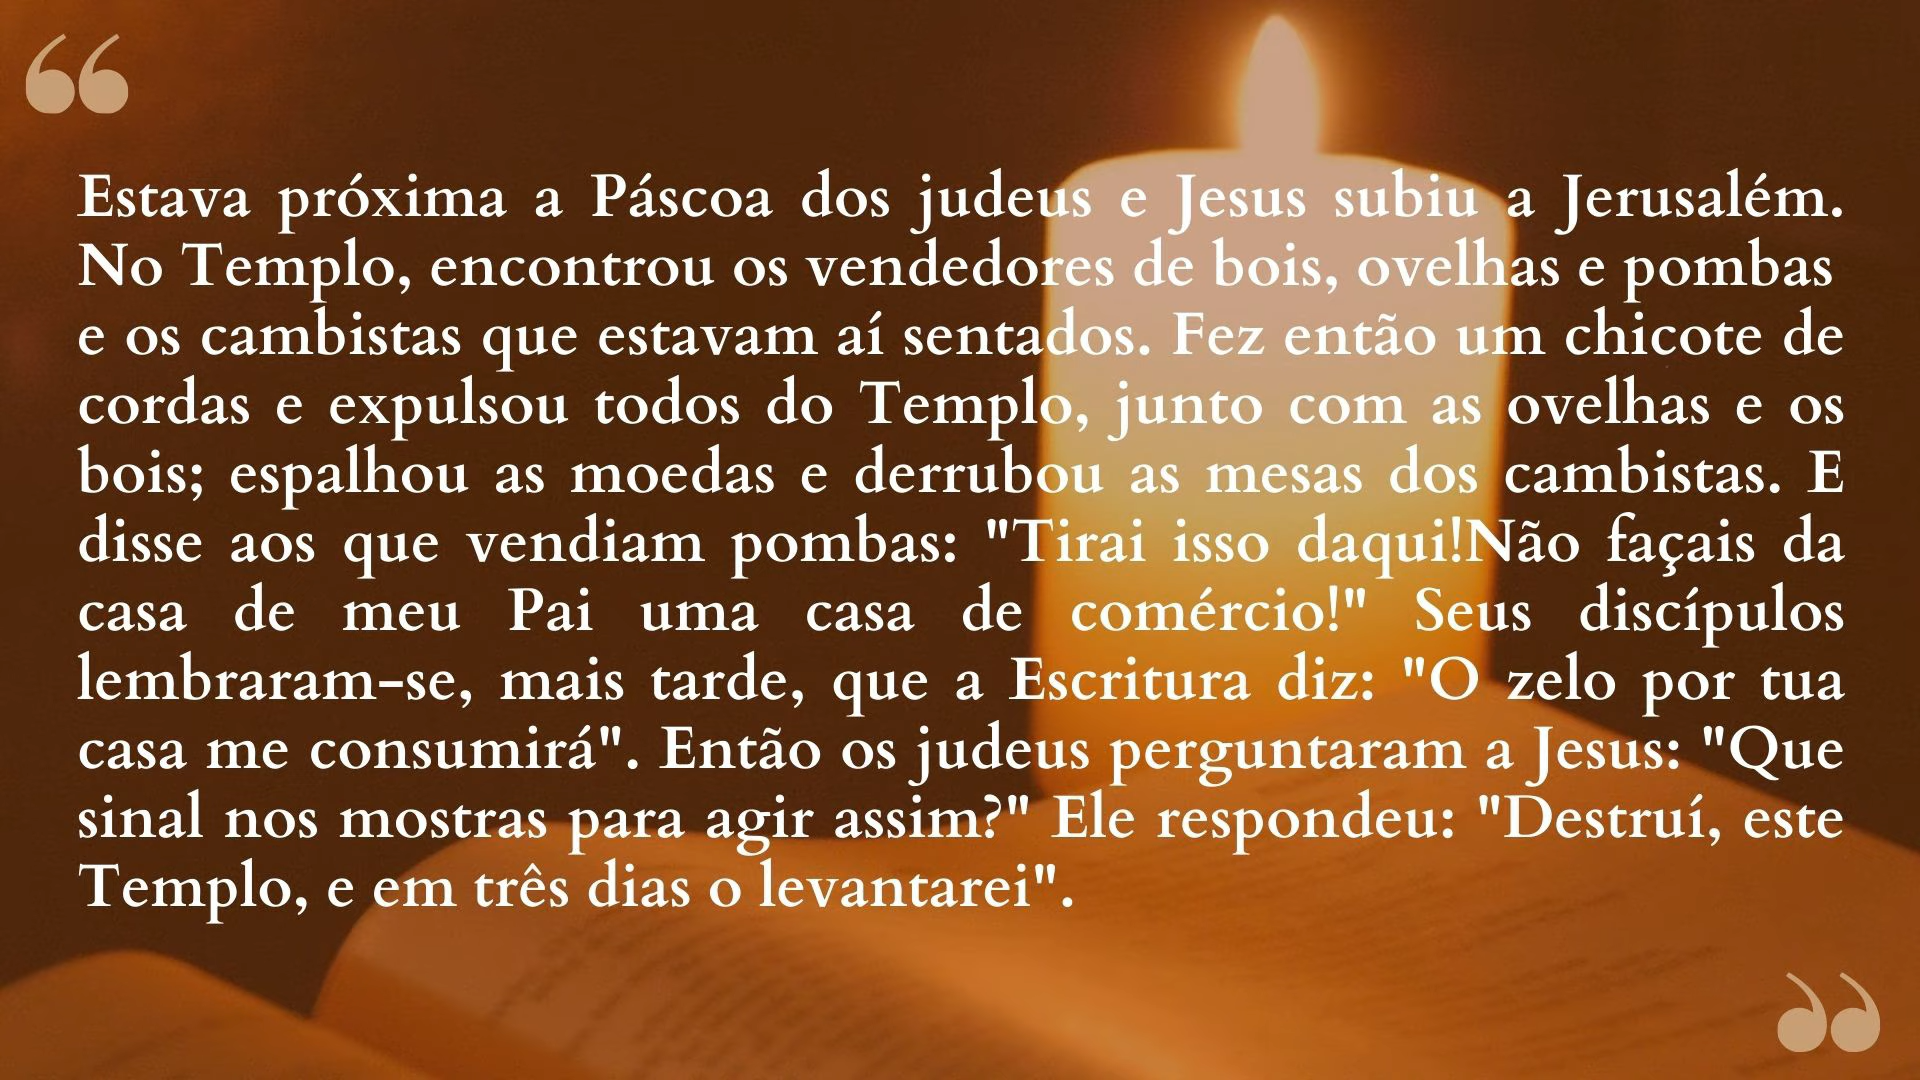 Estava próxima a Páscoa dos judeus e Jesus subiu a Jerusalém.
No Templo, encontrou os vendedores de bois, ovelhas e pombas
e os cambistas que estavam aí sentados. Fez então um chicote de
cordas e expulsou todos do Templo, junto com as ovelhas e os
bois; espalhou as moedas e derrubou as mesas dos cambistas. E
disse aos que vendiam pombas: "Tirai isso daqui!Não façais da
casa de meu Pai uma casa de comércio!" Seus discípulos
lembraram-se, mais tarde, que a Escritura diz: "O zelo por tua
casa me consumirá". Então os judeus perguntaram a Jesus: "Que
sinal nos mostras para agir assim?" Ele respondeu: "Destruí, este
Templo, e em três dias o levantarei".